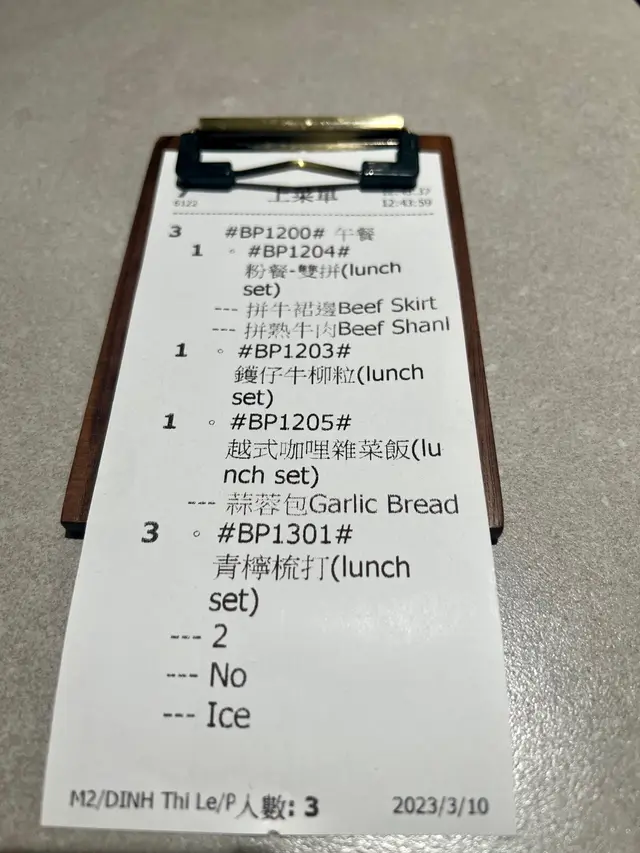 6122 上菜單 12:43:59
3 #BP1200# 午餐
1 ◦ #BP1204#
粉餐-雙拼(lunch
set)
--- 拼牛裙邊Beef Skirt
--- 拼熟牛肉Beef Shanl
1 ◦ #BP1203#
鑊仔牛柳粒(lunch
set)
1 ◦ #BP1205#
越式咖哩雜菜飯(lu
nch set)
--- 蒜蓉包Garlic Bread
3 ◦ #BP1301#
青檸梳打(lunch
set)
--- 2
--- No
--- Ice
M2/DINH Thi Le/P人數: 3 2023/3/10